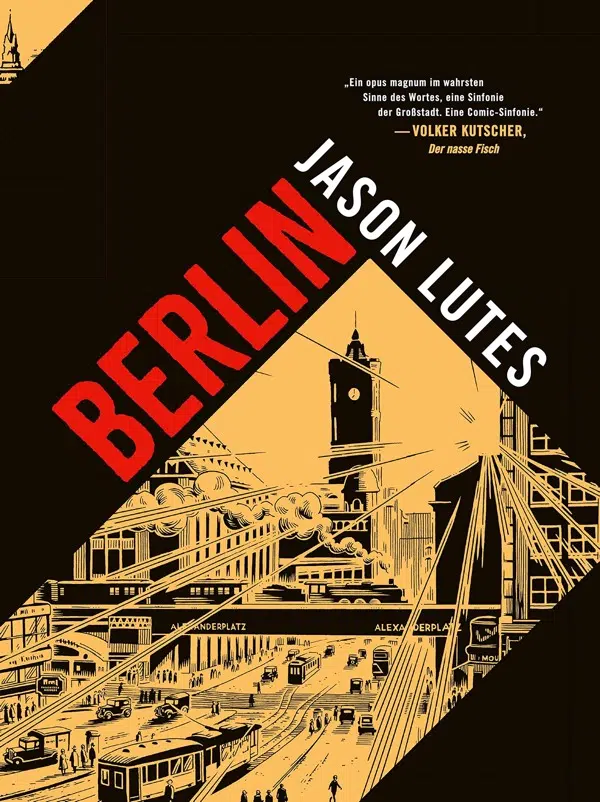 „Ein opus magnum im wahrsten
Sinne des Wortes, eine Sinfonie
der Großstadt. Eine Comic-Sinfonie.“
—VOLKER KUTSCHER,
Der nasse Fisch
JASON LUTES
BERLIN
ALEXANDERPLATZ
ALEXANDERPLATZ